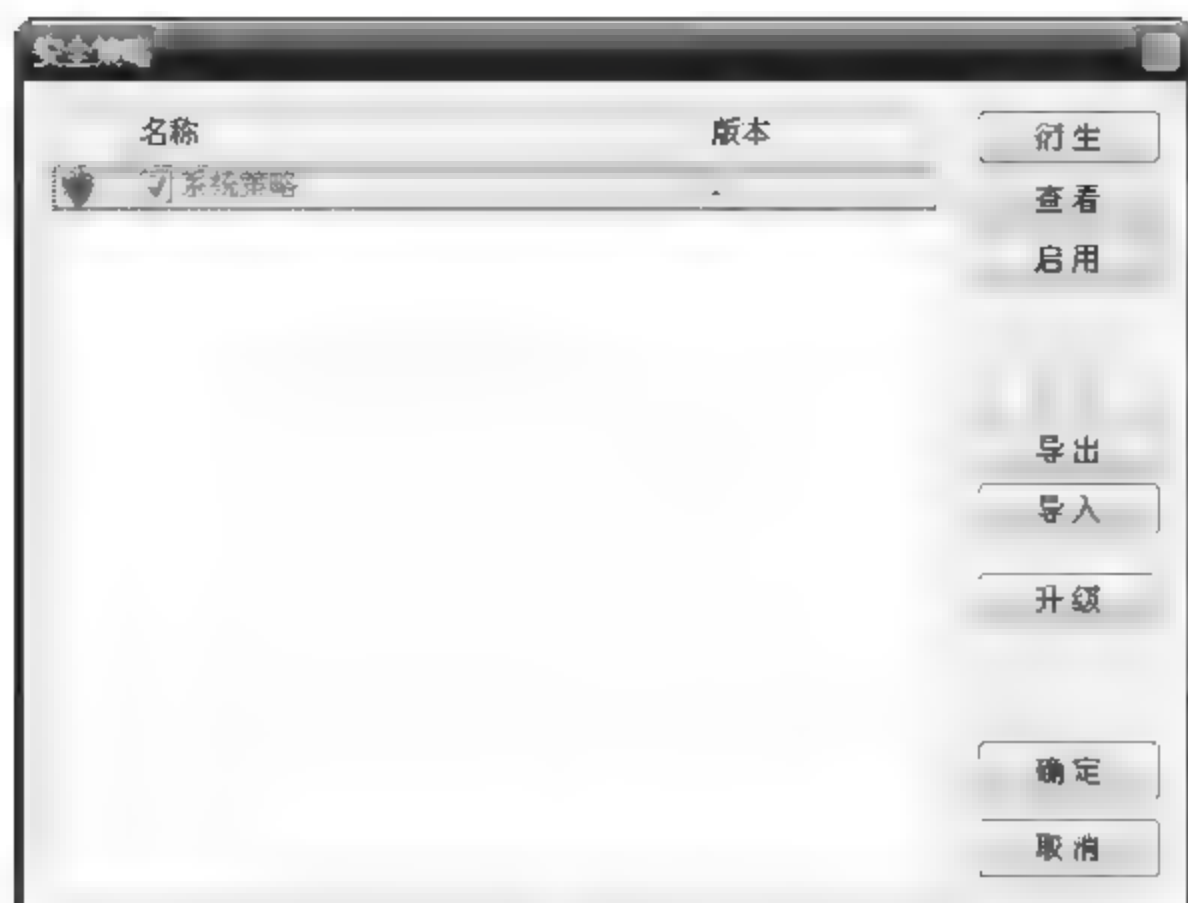 安全策略
名称 版本
系统策略 -
衍生
查看
启用
导出
导入
升级
确定
取消